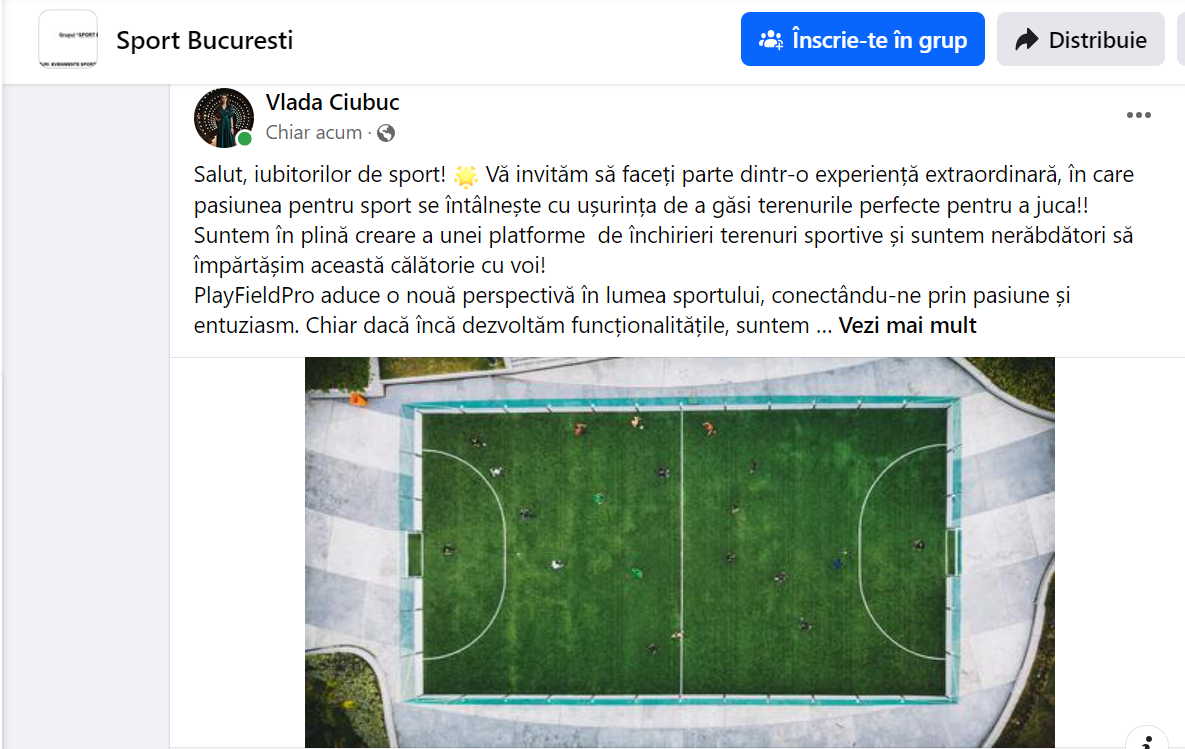 Grupul "SPORT
Sport Bucuresti
Înscrie-te în grup
Distribuie
EVENIMENTE SPORT
Vlada Ciubuc
Chiar acum ·
Salut, iubitorilor de sport! 🌟 Vă invităm să faceți parte dintr-o experiență extraordinară, în care
pasiunea pentru sport se întâlnește cu ușurința de a găsi terenurile perfecte pentru a juca!!
Suntem în plină creare a unei platforme  de închirieri terenuri sportive și suntem nerăbdători să
împărtășim această călătorie cu voi!
PlayFieldPro aduce o nouă perspectivă în lumea sportului, conectându-ne prin pasiune și
entuziasm. Chiar dacă încă dezvoltăm funcționalitățile, suntem ... Vezi mai mult